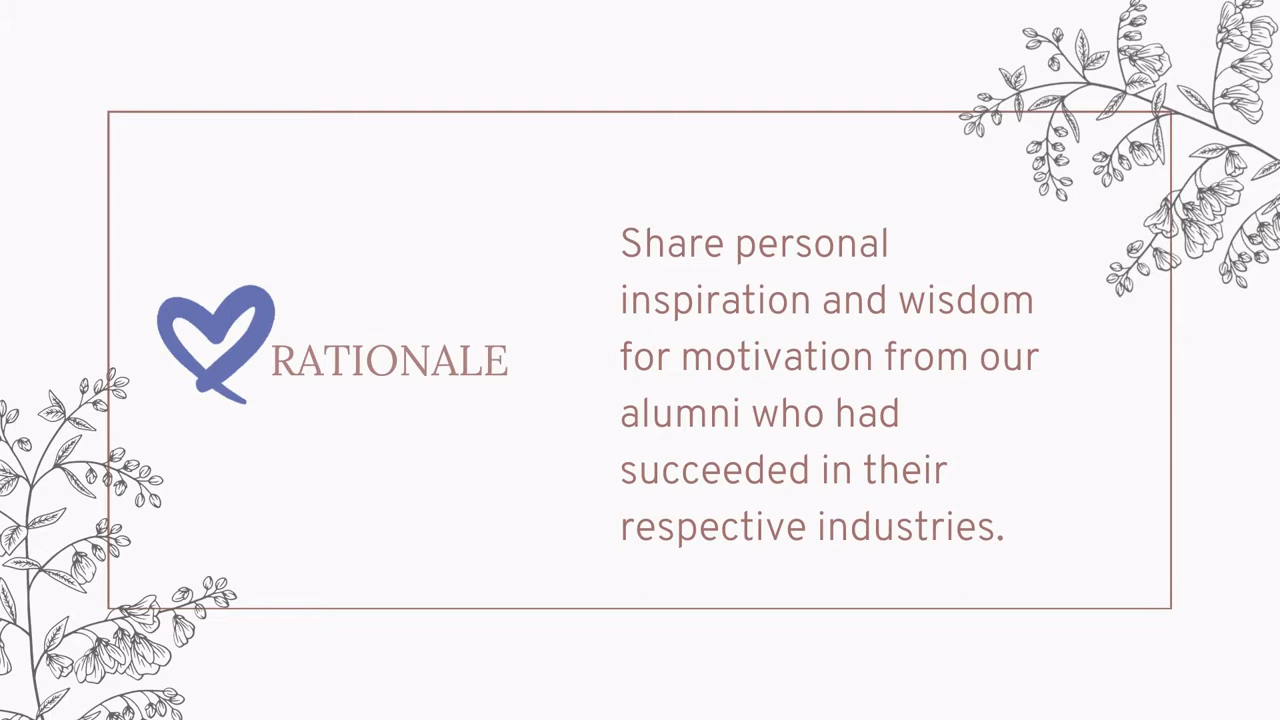 RATIONALE
Share personal
inspiration and wisdom
for motivation from our
alumni who had
succeeded in their
respective industries.